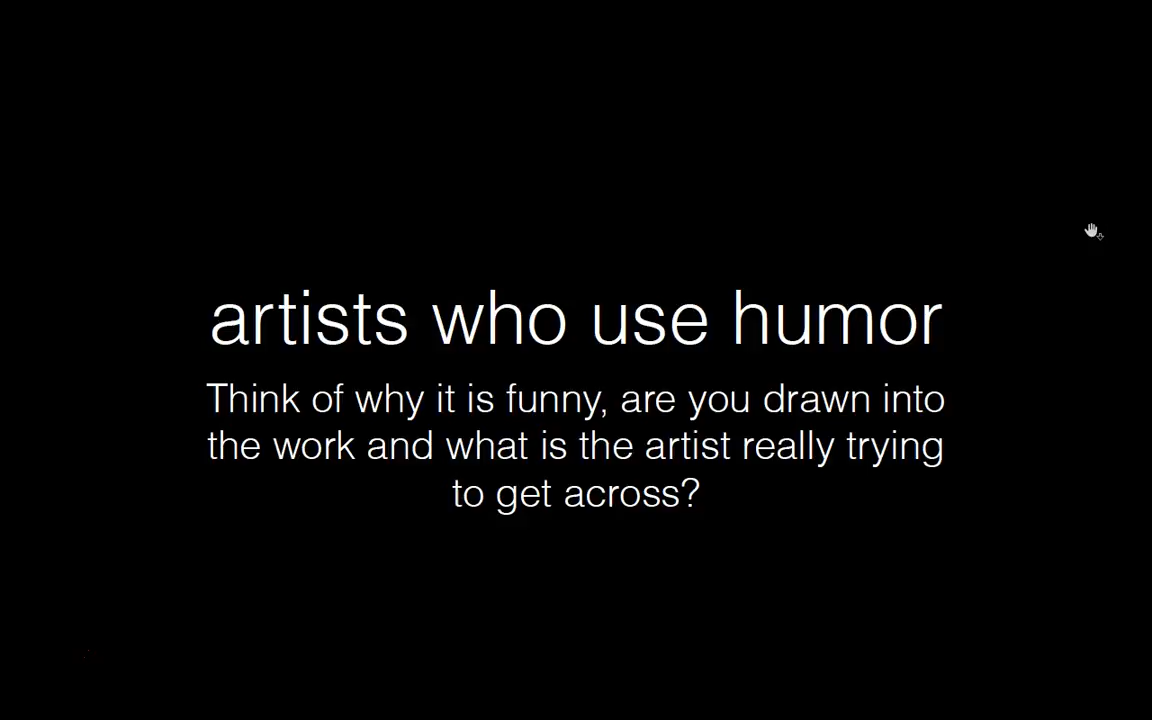 artists who use humor
Think of why it is funny, are you drawn into
the work and what is the artist really trying
to get across?